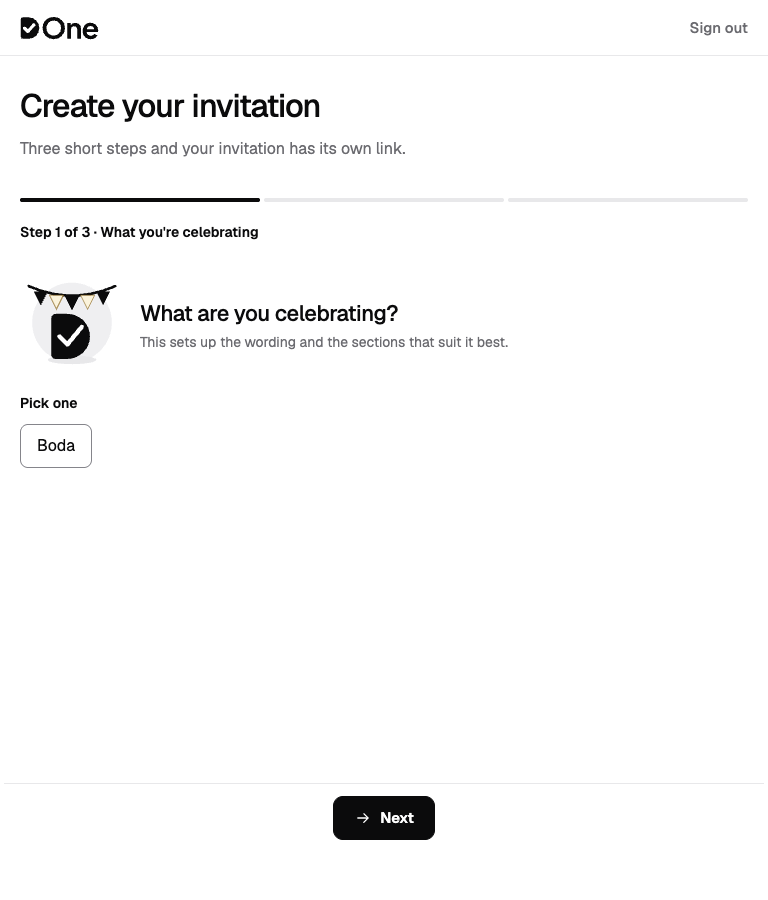 DOne
Sign out
Create your invitation
Three short steps and your invitation has its own link.
Step 1 of 3 · What you're celebrating
What are you celebrating?
This sets up the wording and the sections that suit it best.
Pick one
Boda
→ Next